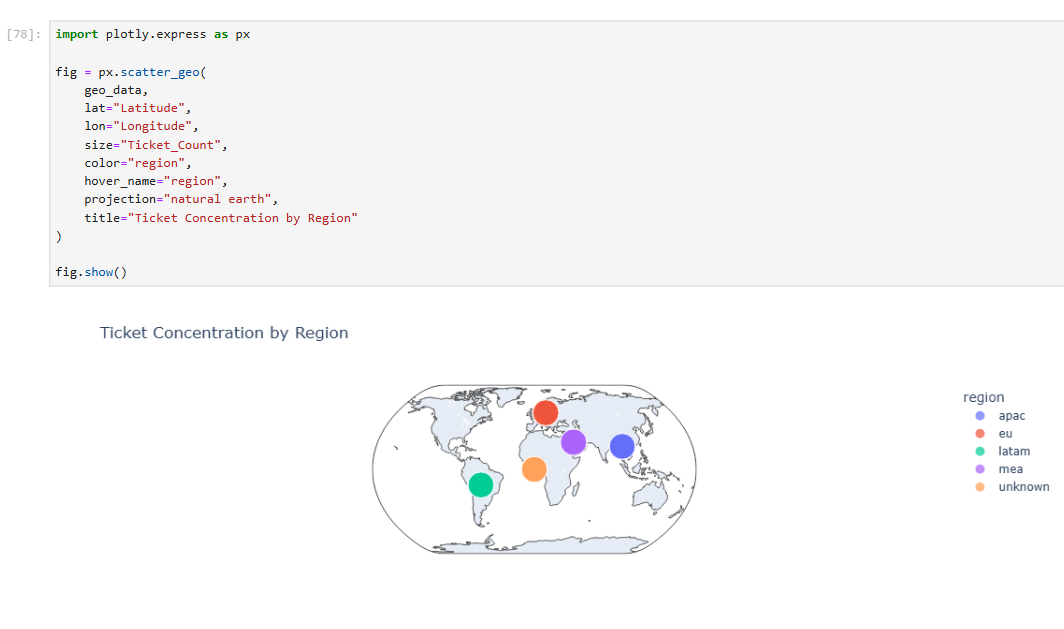 [78]: import plotly.express as px
fig = px.scatter_geo(
    geo_data,
    lat="Latitude",
    lon="Longitude",
    size="Ticket_Count",
    color="region",
    hover_name="region",
    projection="natural earth",
    title="Ticket Concentration by Region"
)
fig.show()
Ticket Concentration by Region
region
apac
eu
latam
mea
unknown